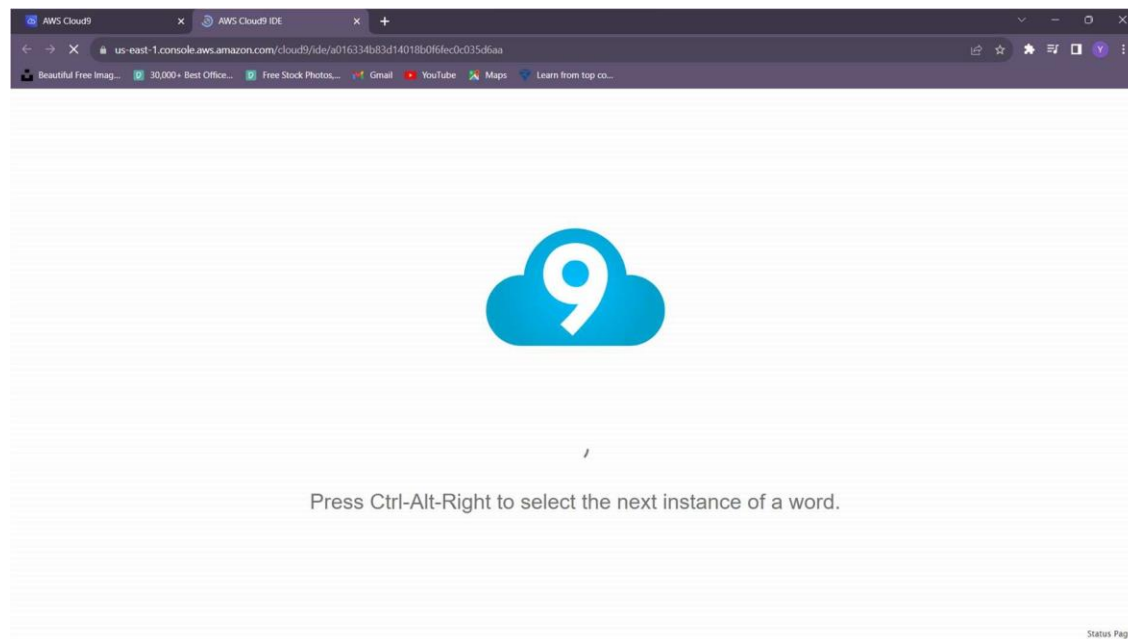 AWS Cloud9
AWS Cloud9 IDE
us-east-1.console.aws.amazon.com/cloud9/ide/a016334b83d14018b0f6fec0c035d6aa
Y
Beautiful Free Imag... 30,000+ Best Office... Free Stock Photos,... Gmail YouTube Maps Learn from top co...
9
Press Ctrl-Alt-Right to select the next instance of a word.
Status Pag